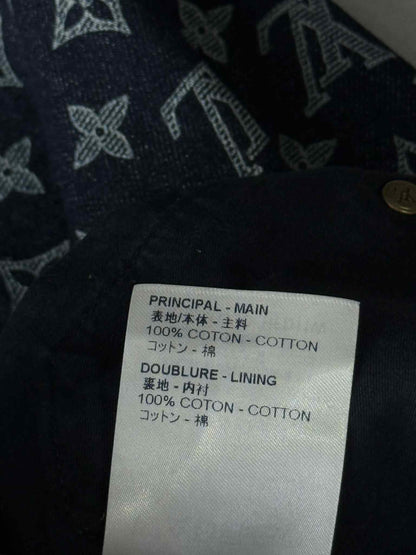 PRINCIPAL - MAIN
表地/本体 - 主料
100% COTON - COTTON
コットン - 棉
DOUBLURE - LINING
裏地 - 内衬
100% COTON - COTTON
コットン - 棉